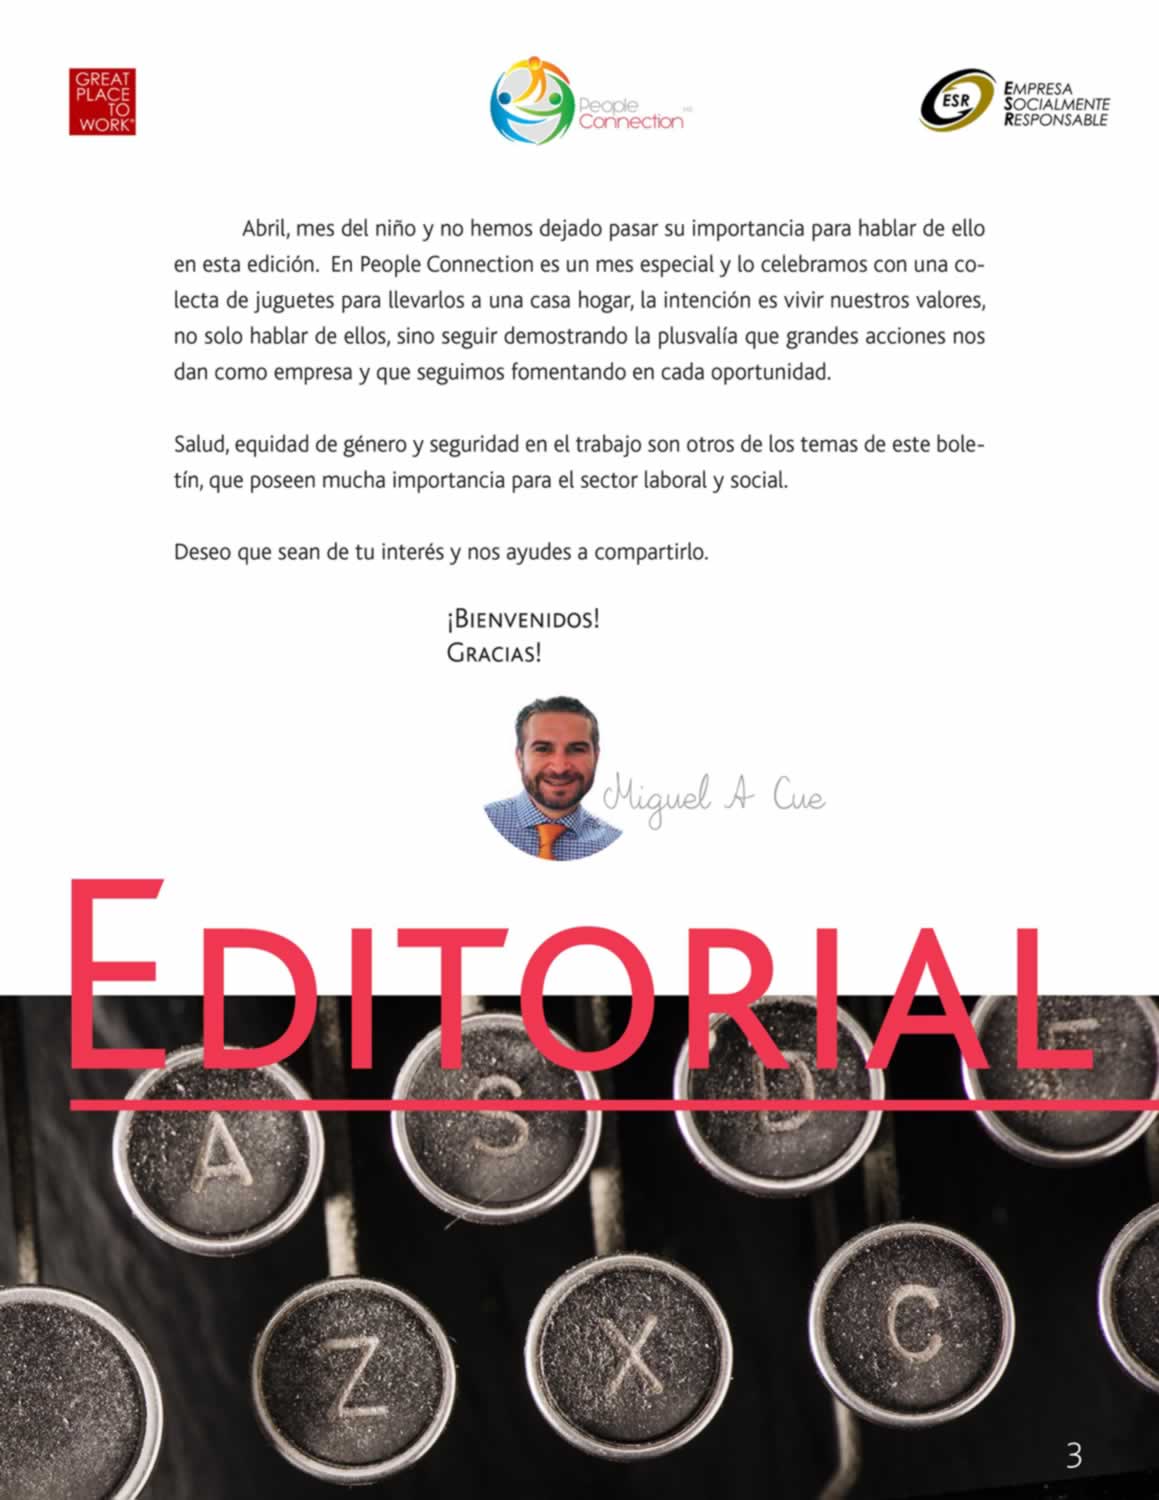 GREAT
PLACE
TO
WORK®
People
Connection MR
ESR
EMPRESA
SOCIALMENTE
RESPONSABLE
Abril, mes del niño y no hemos dejado pasar su importancia para hablar de ello
en esta edición.  En People Connection es un mes especial y lo celebramos con una co-
lecta de juguetes para llevarlos a una casa hogar, la intención es vivir nuestros valores,
no solo hablar de ellos, sino seguir demostrando la plusvalía que grandes acciones nos
dan como empresa y que seguimos fomentando en cada oportunidad.
Salud, equidad de género y seguridad en el trabajo son otros de los temas de este bole-
tín, que poseen mucha importancia para el sector laboral y social.
Deseo que sean de tu interés y nos ayudes a compartirlo.
¡BIENVENIDOS!
GRACIAS!
Miguel A Cue
EDITORIAL
A S D F
Z X C
3